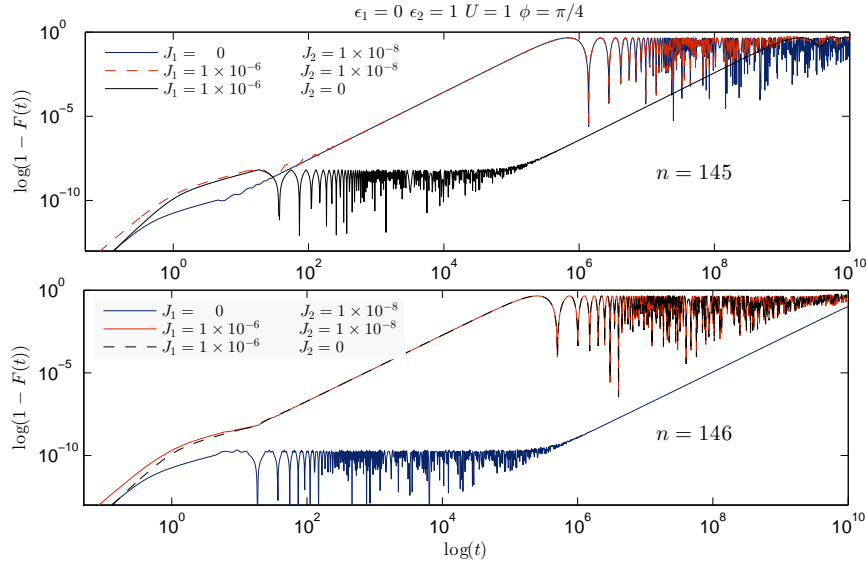 ϵ₁ = 0 ϵ₂ = 1 U = 1 ϕ = π/4
10⁰
J₁ = 0 J₂ = 1 × 10⁻⁸
J₁ = 1 × 10⁻⁶ J₂ = 1 × 10⁻⁸
J₁ = 1 × 10⁻⁶ J₂ = 0
10⁻⁵
log(1 − F(t))
n = 145
10⁻¹⁰
10⁰ 10² 10⁴ 10⁶ 10⁸ 10¹⁰
10⁰
J₁ = 0 J₂ = 1 × 10⁻⁸
J₁ = 1 × 10⁻⁶ J₂ = 1 × 10⁻⁸
J₁ = 1 × 10⁻⁶ J₂ = 0
10⁻⁵
log(1 − F(t))
n = 146
10⁻¹⁰
10⁰ 10² 10⁴ 10⁶ 10⁸ 10¹⁰
log(t)